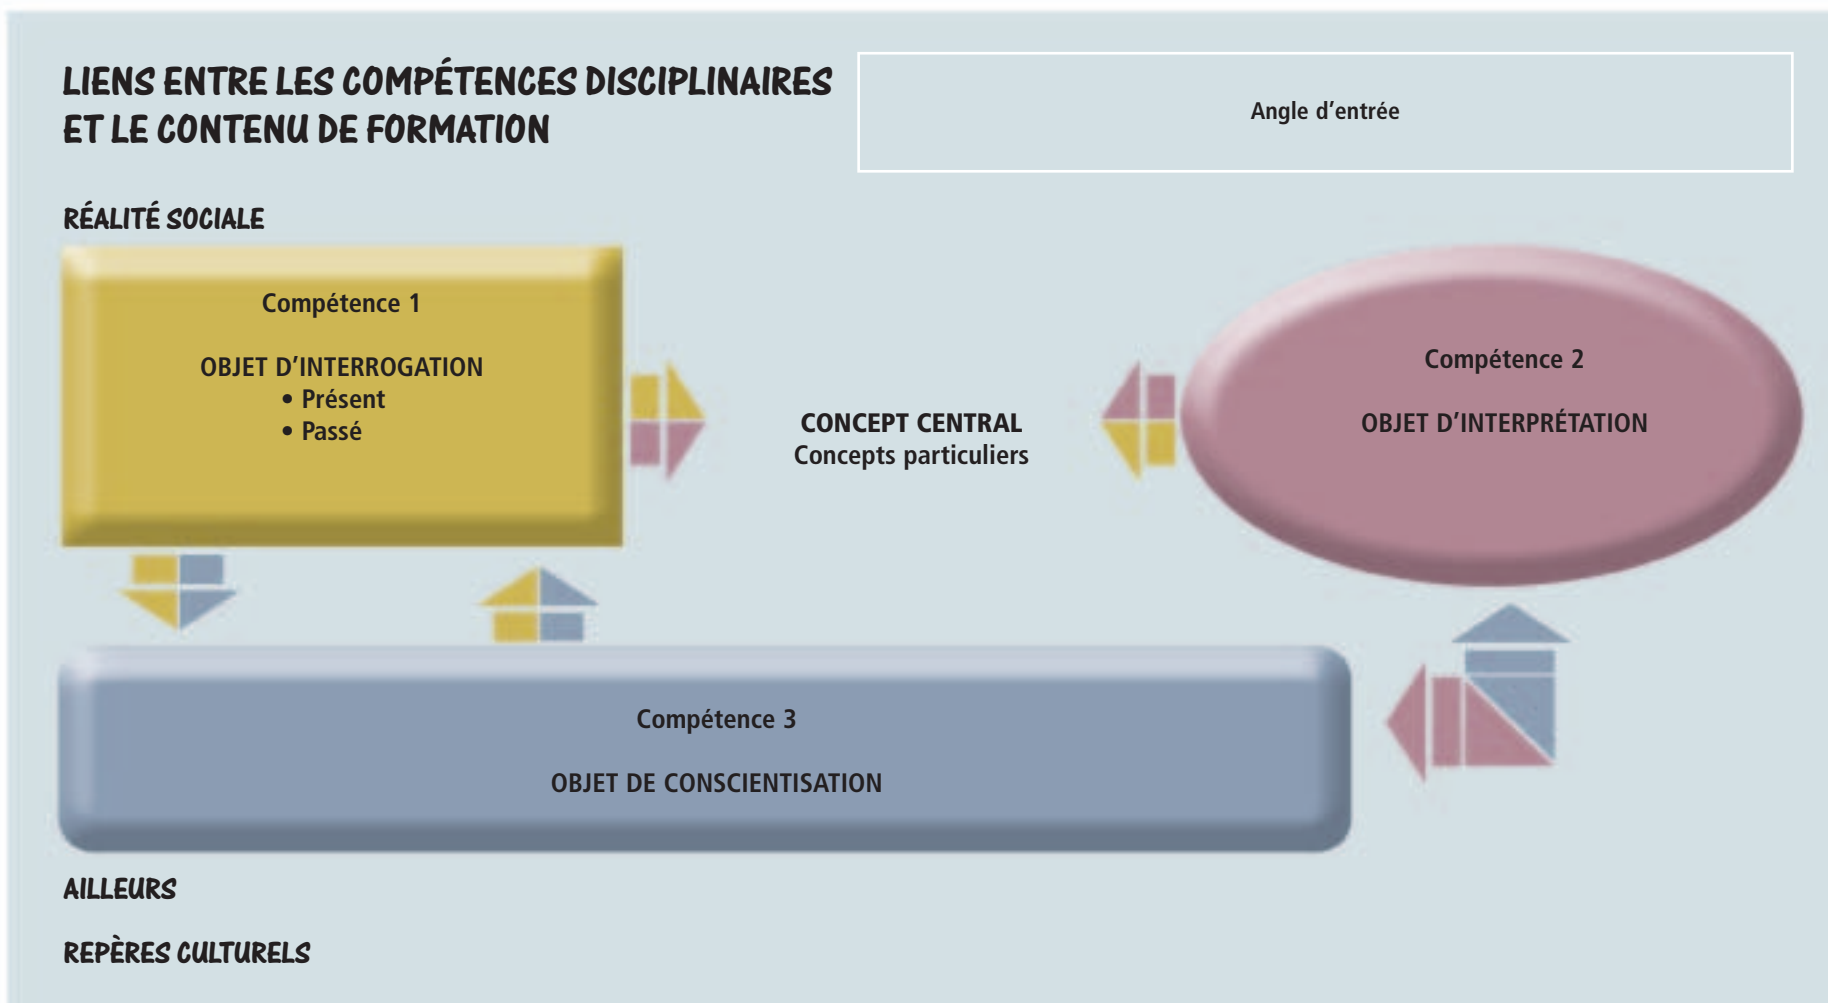 LIENS ENTRE LES COMPÉTENCES DISCIPLINAIRES
ET LE CONTENU DE FORMATION
Angle d’entrée
RÉALITÉ SOCIALE
Compétence 1
OBJET D’INTERROGATION
• Présent
• Passé
CONCEPT CENTRAL
Concepts particuliers
Compétence 2
OBJET D’INTERPRÉTATION
Compétence 3
OBJET DE CONSCIENTISATION
AILLEURS
REPÈRES CULTURELS